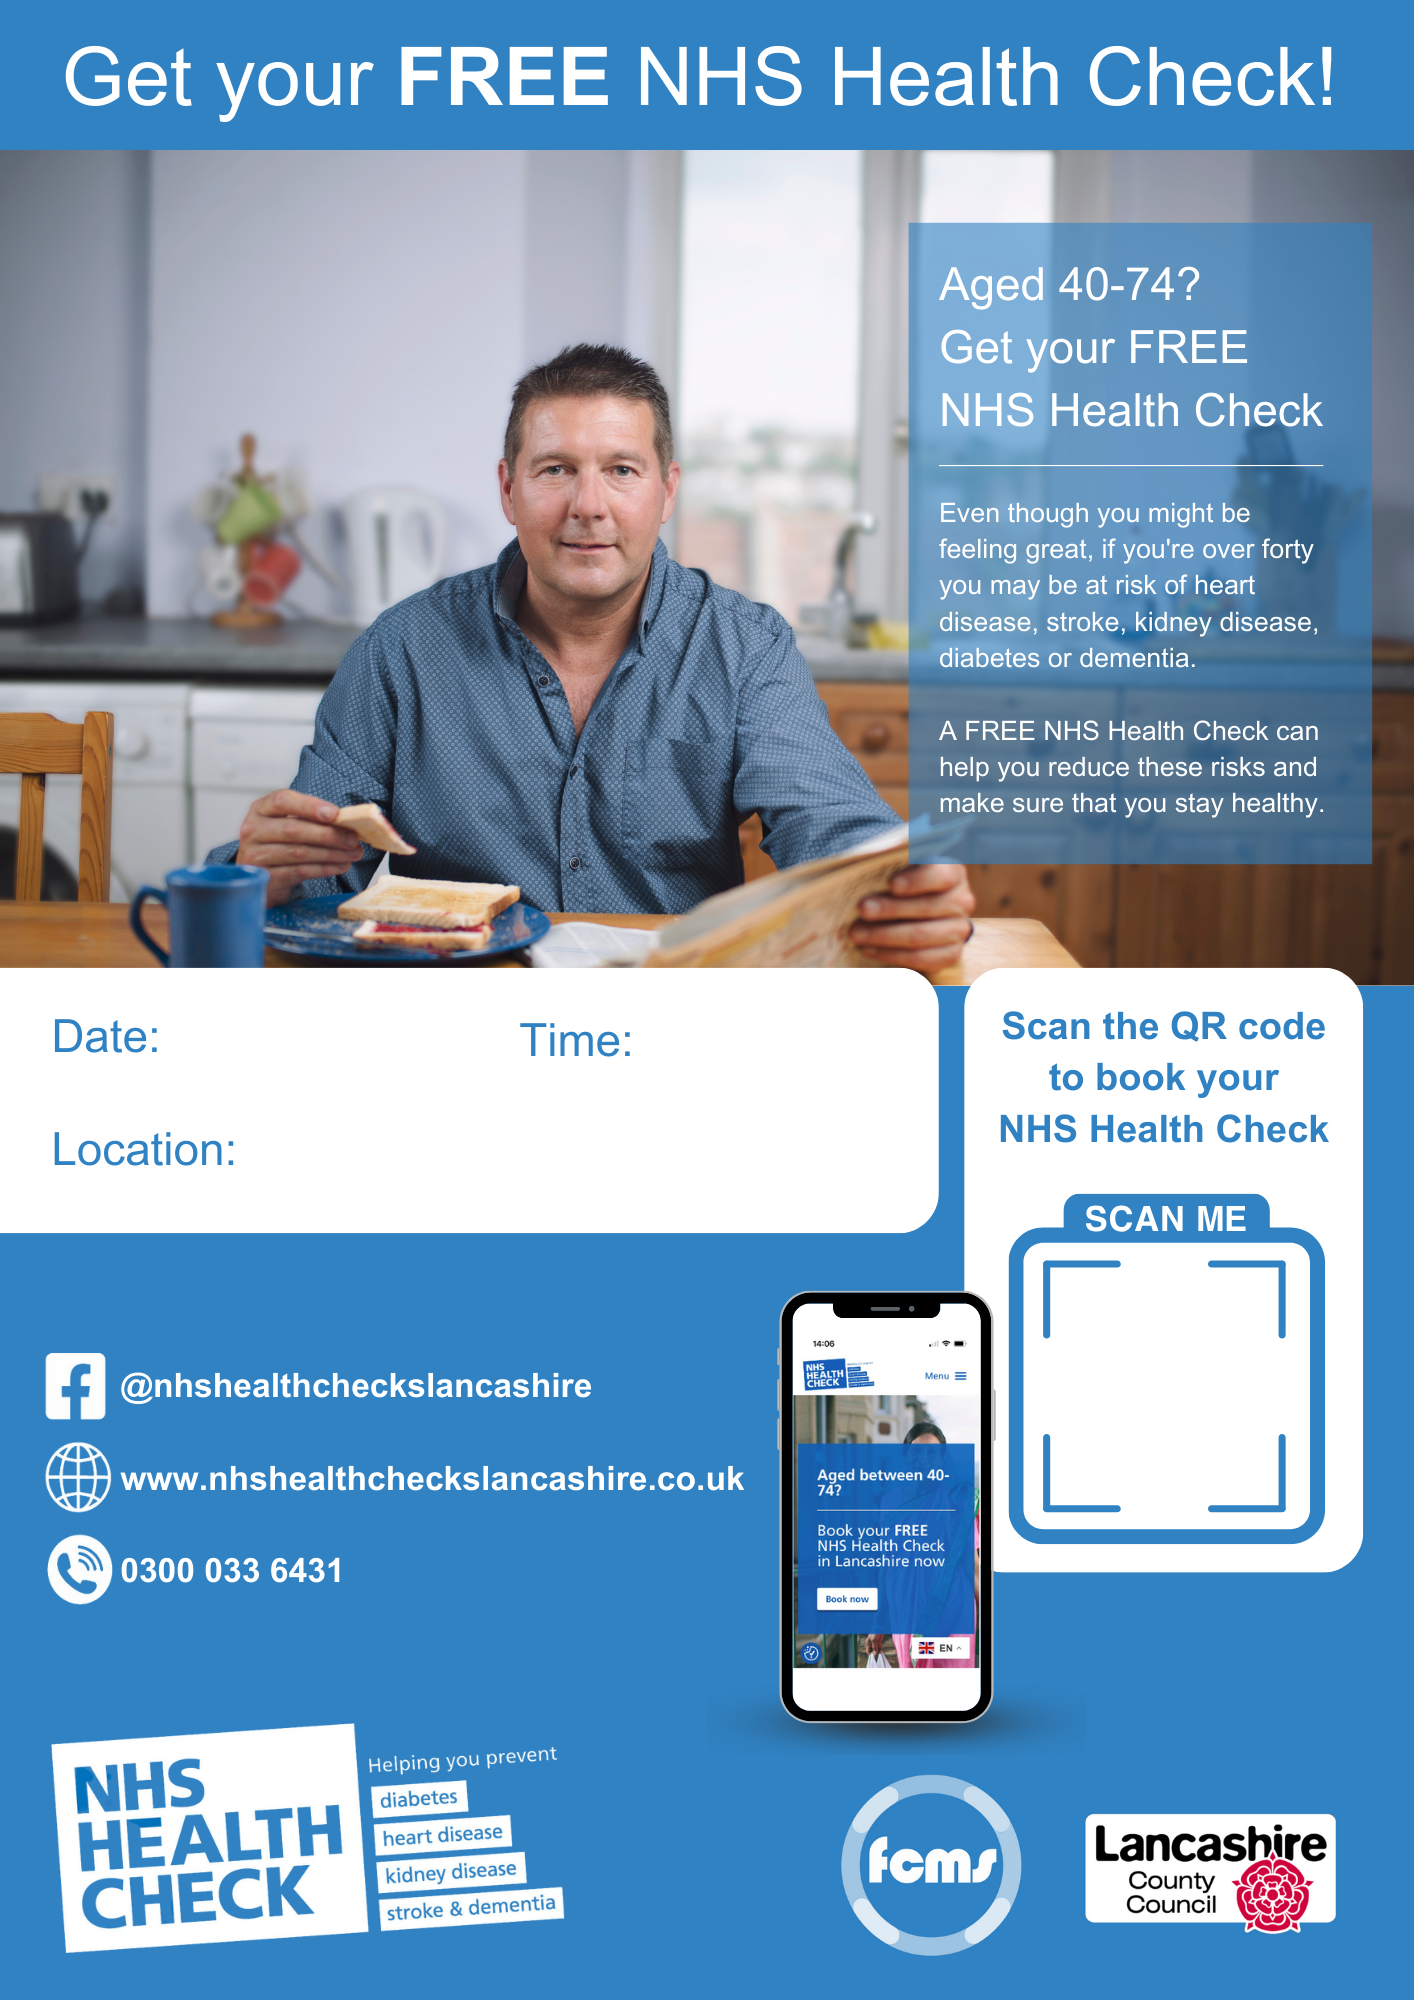 Get your FREE NHS Health Check!
Aged 40-74?
Get your FREE
NHS Health Check
Even though you might be
feeling great, if you're over forty
you may be at risk of heart
disease, stroke, kidney disease,
diabetes or dementia.
A FREE NHS Health Check can
help you reduce these risks and
make sure that you stay healthy.
Date:
Time:
Location:
Scan the QR code
to book your
NHS Health Check
SCAN ME
@nhshealthcheckslancashire
www.nhshealthcheckslancashire.co.uk
0300 033 6431
14:06
NHS
HEALTH
CHECK
Menu
Aged between 40-
74?
Book your FREE
NHS Health Check
in Lancashire now
Book now
EN
NHS
HEALTH
CHECK
Helping you prevent
diabetes
heart disease
kidney disease
stroke & dementia
fcms
Lancashire
County
Council